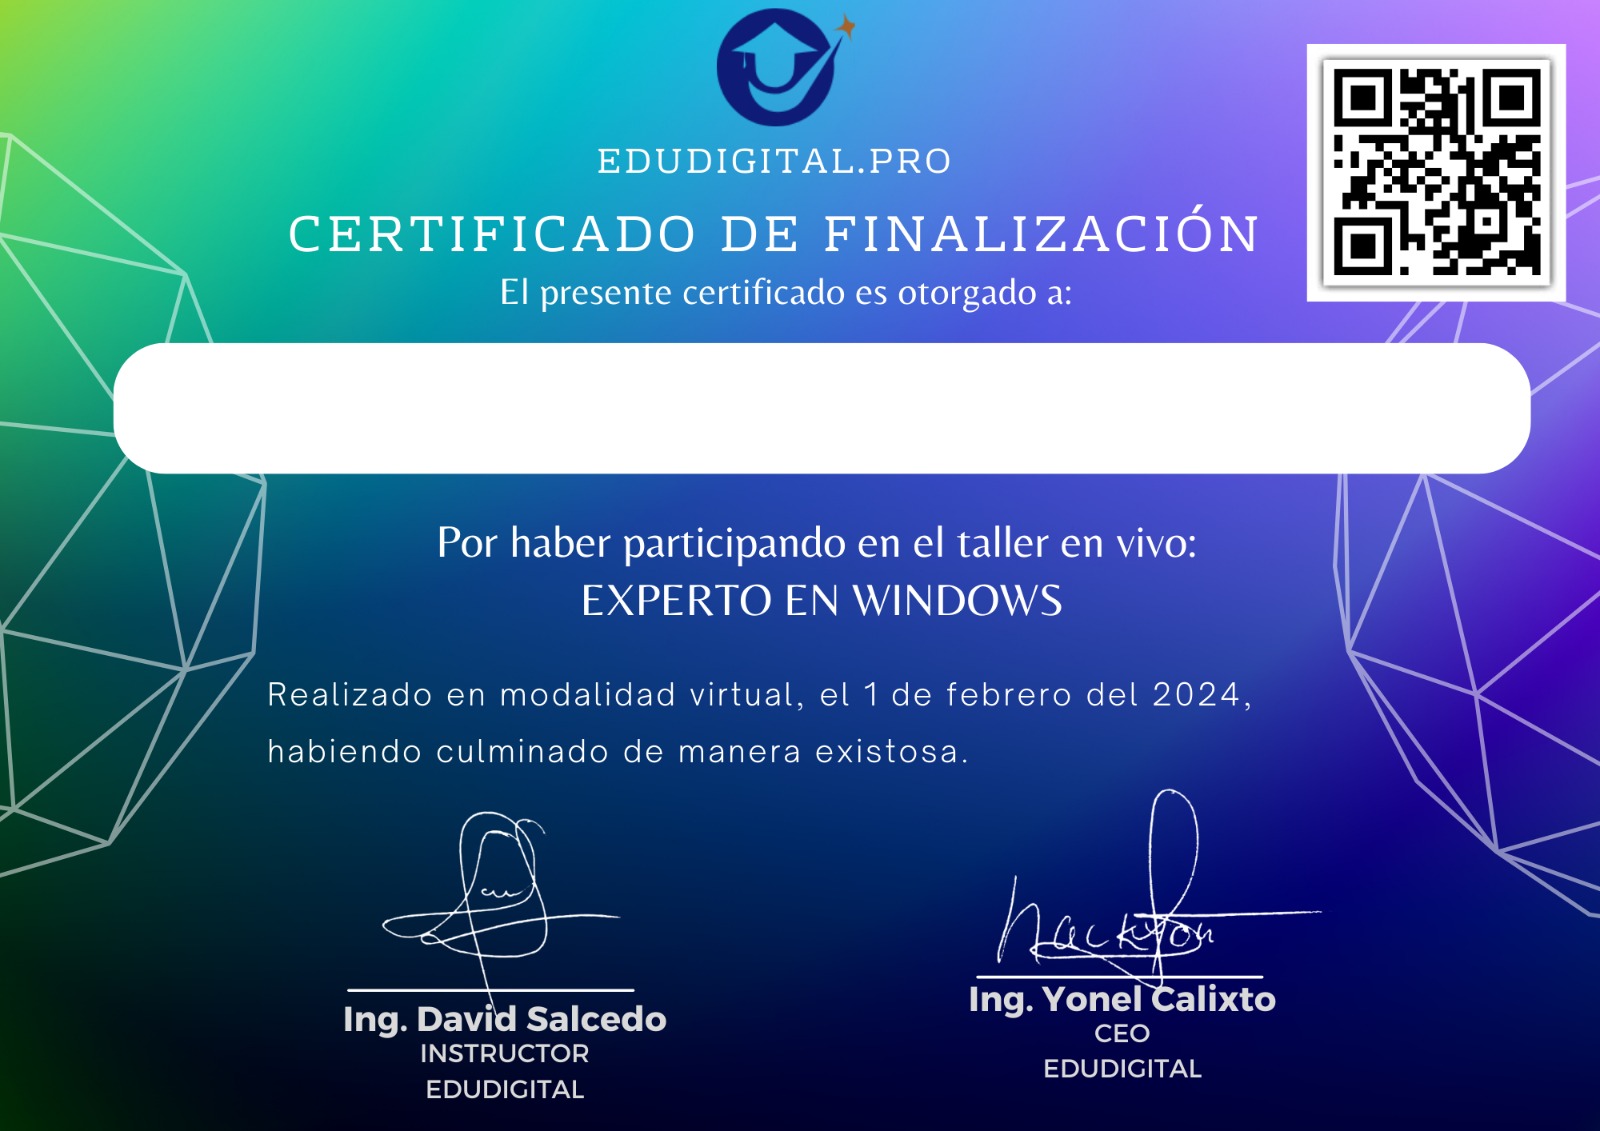 EDUDIGITAL.PRO
CERTIFICADO DE FINALIZACIÓN
El presente certificado es otorgado a:
Por haber participando en el taller en vivo:
EXPERTO EN WINDOWS
Realizado en modalidad virtual, el 1 de febrero del 2024,
habiendo culminado de manera existosa.
Ing. David Salcedo
INSTRUCTOR
EDUDIGITAL
Ing. Yonel Calixto
CEO
EDUDIGITAL